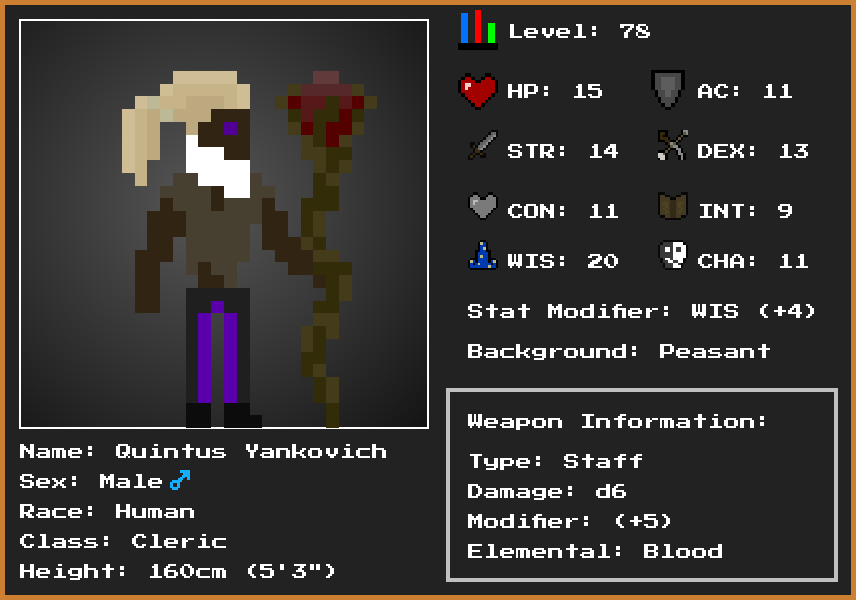 Level: 78
HP: 15
AC: 11
STR: 14
DEX: 13
CON: 11
INT: 9
WIS: 20
CHA: 11
Stat Modifier: WIS (+4)
Background: Peasant
Weapon Information:
Type: Staff
Damage: d6
Modifier: (+5)
Elemental: Blood
Name: Quintus Yankovich
Sex: Male♂
Race: Human
Class: Cleric
Height: 160cm (5'3")